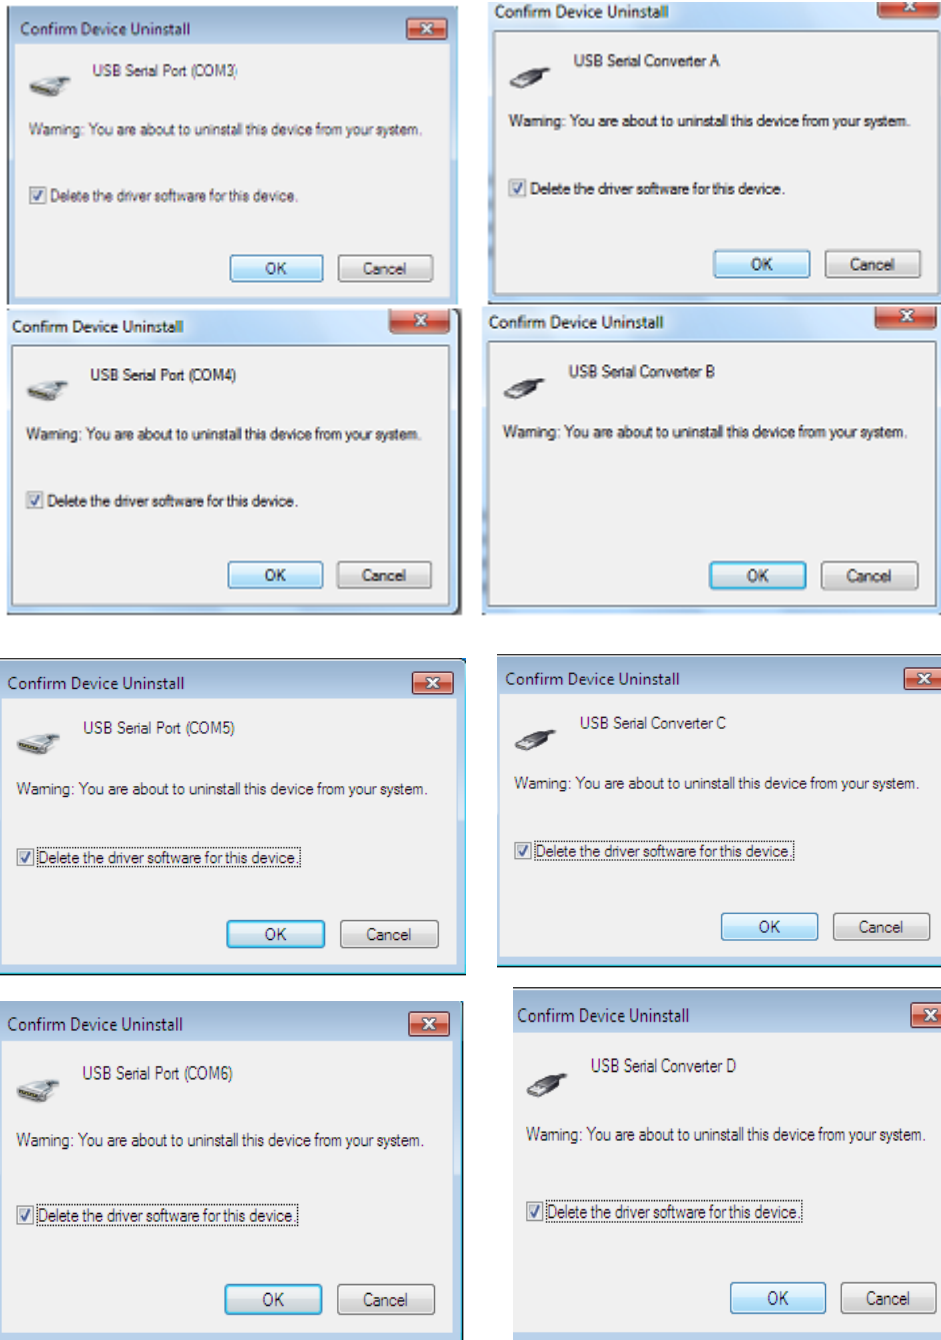 Confirm Device Uninstall
USB Serial Port (COM3)
Warning: You are about to uninstall this device from your system.
Delete the driver software for this device.
OK
Cancel
Confirm Device Uninstall
USB Serial Converter A
Warning: You are about to uninstall this device from your system.
Delete the driver software for this device.
OK
Cancel
Confirm Device Uninstall
USB Serial Port (COM4)
Warning: You are about to uninstall this device from your system.
Delete the driver software for this device.
OK
Cancel
Confirm Device Uninstall
USB Serial Converter B
Warning: You are about to uninstall this device from your system.
OK
Cancel
Confirm Device Uninstall
USB Serial Port (COM5)
Warning: You are about to uninstall this device from your system.
Delete the driver software for this device.
OK
Cancel
Confirm Device Uninstall
USB Serial Converter C
Warning: You are about to uninstall this device from your system.
Delete the driver software for this device.
OK
Cancel
Confirm Device Uninstall
USB Serial Port (COM6)
Warning: You are about to uninstall this device from your system.
Delete the driver software for this device.
OK
Cancel
Confirm Device Uninstall
USB Serial Converter D
Warning: You are about to uninstall this device from your system.
Delete the driver software for this device.
OK
Cancel